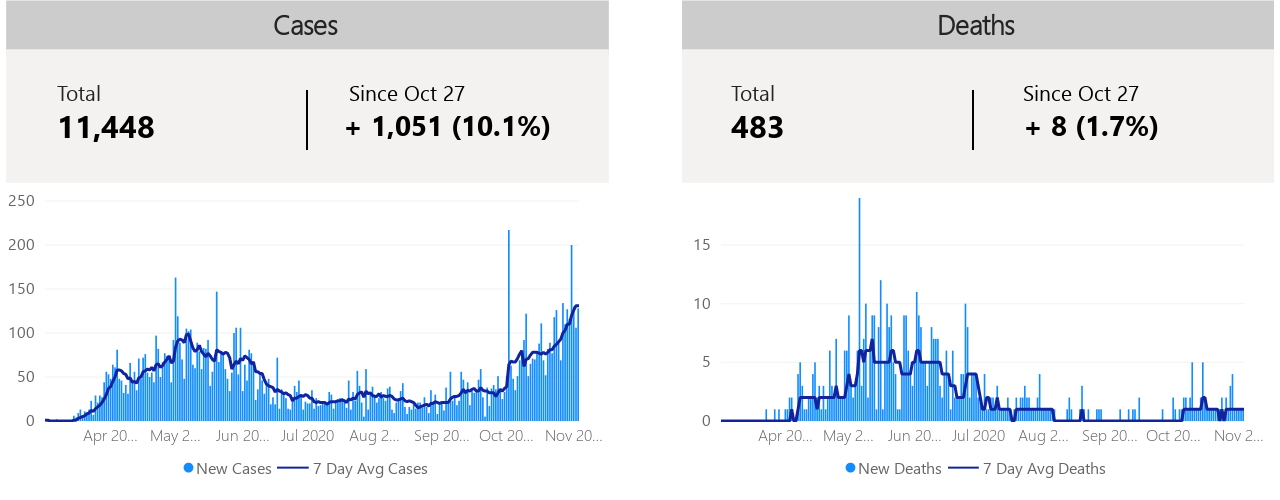 Cases
Total
Since Oct 27
11,448
+ 1,051 (10.1%)
250
200
150
100
50
0
Apr 20... May 2... Jun 20... Jul 2020 Aug 2... Sep 20... Oct 20... Nov 20...
New Cases 7 Day Avg Cases
Deaths
Total
Since Oct 27
483
+ 8 (1.7%)
15
10
5
0
Apr 20... May 2... Jun 20... Jul 2020 Aug 2... Sep 20... Oct 20... Nov 2...
New Deaths 7 Day Avg Deaths